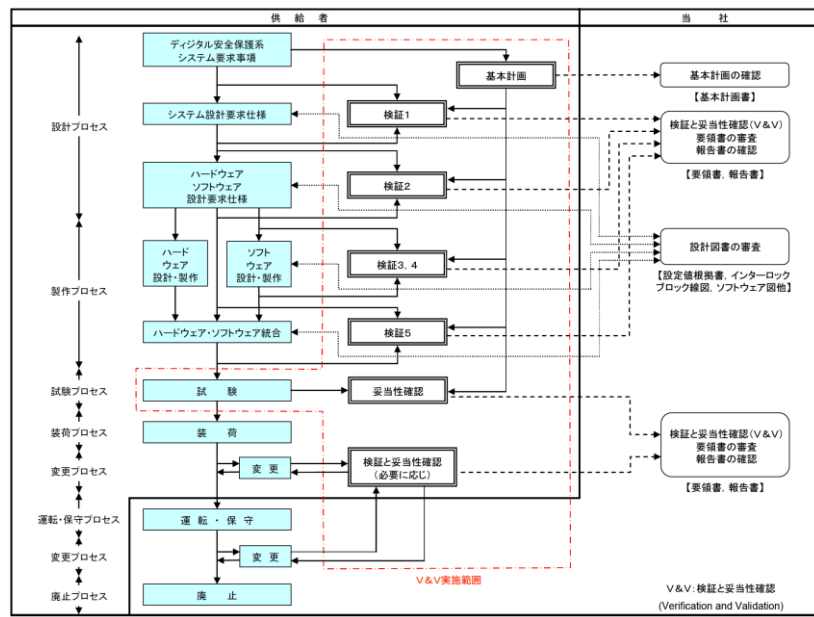 供給者
当社
ディジタル安全保護系
システム要求事項
基本計画
基本計画の確認
【基本計画書】
設計プロセス
システム設計要求仕様
検証1
検証と妥当性確認(V&V)
要領書の審査
報告書の確認
【要領書, 報告書】
ハードウェア
ソフトウェア
設計要求仕様
検証2
製作プロセス
ハード
ウェア
設計・製作
ソフト
ウェア
設計・製作
検証3, 4
設計図書の審査
【設定値根拠書, インターロック
ブロック線図, ソフトウェア図他】
ハードウェア・ソフトウェア統合
検証5
試験プロセス
試験
妥当性確認
装荷プロセス
装荷
検証と妥当性確認(V&V)
要領書の審査
報告書の確認
【要領書, 報告書】
変更プロセス
変更
検証と妥当性確認
(必要に応じ)
運転・保守プロセス
運転・保守
変更プロセス
変更
V&V実施範囲
廃止プロセス
廃止
V&V:検証と妥当性確認
(Verification and Validation)